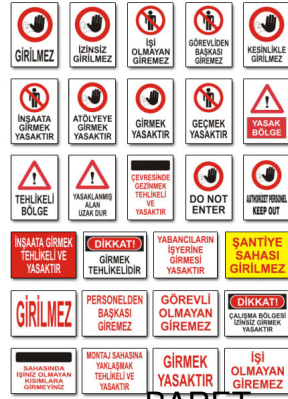 GİRİLMEZ
İZİNSİZ
GİRİLMEZ
İŞİ
OLMAYAN
GİREMEZ
GÖREVLİDEN
BAŞKASI
GİREMEZ
KESİNLİKLE
GİRİLMEZ
İNŞAATA
GİRMEK
YASAKTIR
ATÖLYEYE
GİRMEK
YASAKTIR
GİRMEK
YASAKTIR
GEÇMEK
YASAKTIR
YASAK
BÖLGE
TEHLİKELİ
BÖLGE
YASAKLANMIŞ
ALAN
UZAK DUR
ÇEVRESİNDE
GEZİNMEK
TEHLİKELİ
VE
YASAKTIR
DO NOT
ENTER
AUTHORIZET PERSONEL
KEEP OUT
İNŞAATA GİRMEK
TEHLİKELİ VE
YASAKTIR
DİKKAT!
GİRMEK
TEHLİKELİDİR
YABANCILARIN
İŞYERİNE
GİRMESİ
YASAKTIR
ŞANTİYE
SAHASI
GİRİLMEZ
GİRİLMEZ
PERSONELDEN
BAŞKASI
GİREMEZ
GÖREVLİ
OLMAYAN
GİREMEZ
DİKKAT!
ÇALIŞMA BÖLGESİ
İZİNSİZ GİRMEK
YASAKTIR
SAHASINDA
İŞİNİZ OLMAYAN
KISIMLARA
GİRMEYİNİZ
MONTAJ SAHASINA
YAKLAŞMAK
TEHLİKELİ VE
YASAKTIR
GİRMEK
YASAKTIR
İŞİ
OLMAYAN
GİREMEZ